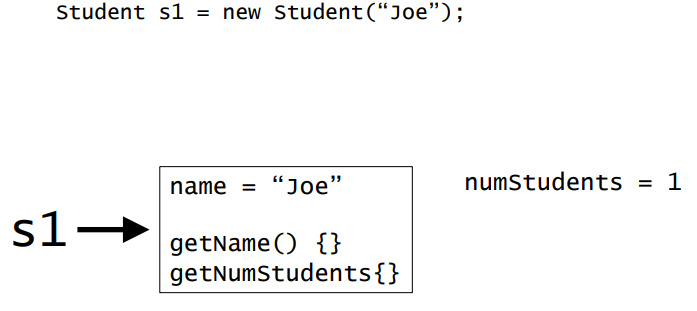 Student s1 = new Student(“Joe”);
name = “Joe”
numStudents = 1
s1
getName() {}
getNumStudents{}